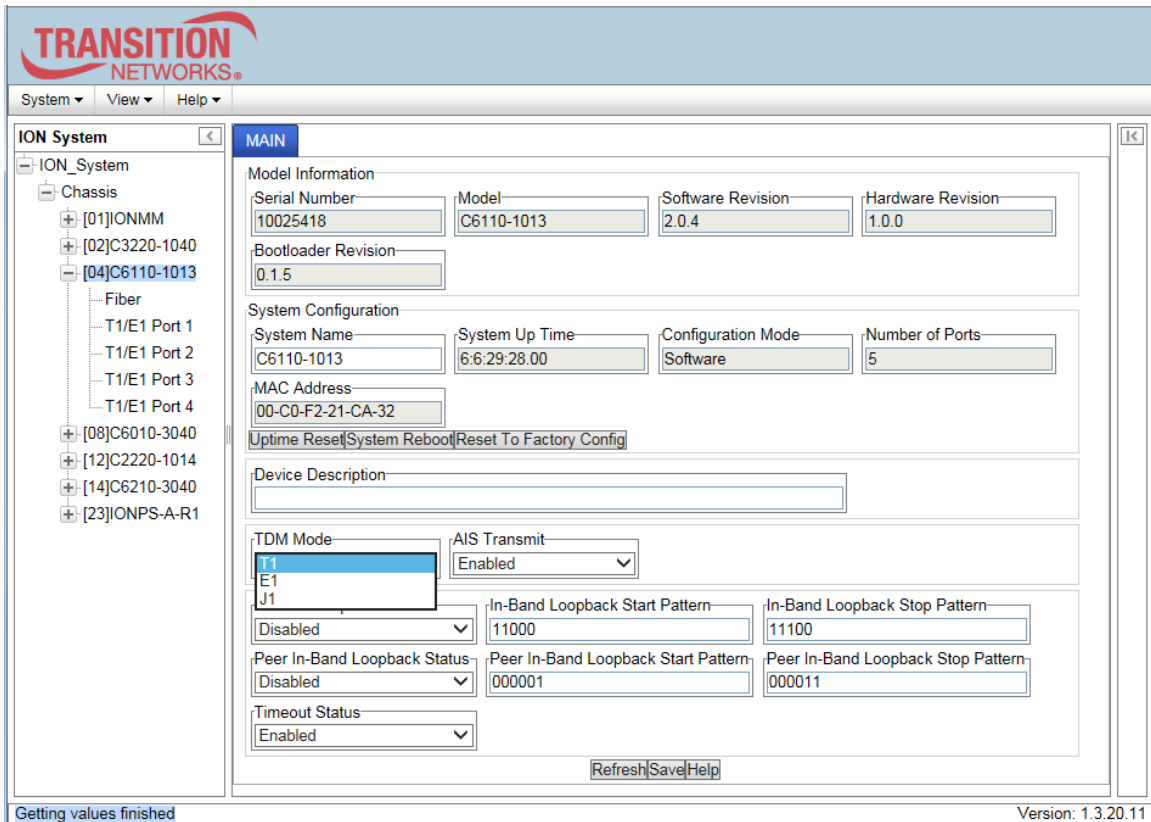 TRANSITION
NETWORKS®
System View Help
ION System
ION_System
Chassis
[01]IONMM
[02]C3220-1040
[04]C6110-1013
Fiber
T1/E1 Port 1
T1/E1 Port 2
T1/E1 Port 3
T1/E1 Port 4
[08]C6010-3040
[12]C2220-1014
[14]C6210-3040
[23]IONPS-A-R1
MAIN
Model Information
Serial Number Model Software Revision Hardware Revision
10025418 C6110-1013 2.0.4 1.0.0
Bootloader Revision
0.1.5
System Configuration
System Name System Up Time Configuration Mode Number of Ports
C6110-1013 6:6:29:28.00 Software 5
MAC Address
00-C0-F2-21-CA-32
Uptime Reset System Reboot Reset To Factory Config
Device Description
TDM Mode AIS Transmit
T1 Enabled
E1
J1
In-Band Loopback Start Pattern In-Band Loopback Stop Pattern
Disabled 11000 11100
Peer In-Band Loopback Status Peer In-Band Loopback Start Pattern Peer In-Band Loopback Stop Pattern
Disabled 000001 000011
Timeout Status
Enabled
Refresh Save Help
Getting values finished
Version: 1.3.20.11